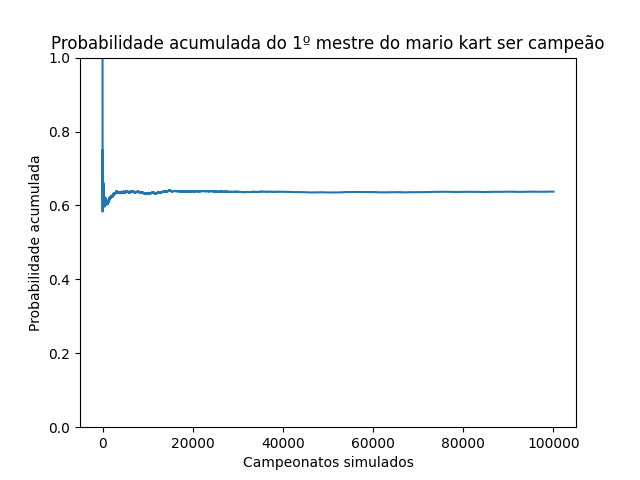 Probabilidade acumulada do 1º mestre do mario kart ser campeão
1.0
0.8
0.6
0.4
0.2
0.0
Probabilidade acumulada
0 20000 40000 60000 80000 100000
Campeonatos simulados